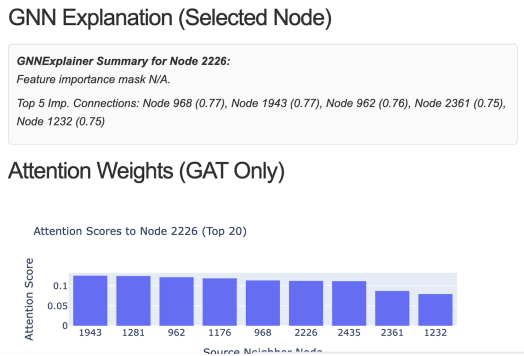 GNN Explanation (Selected Node)
GNNExplainer Summary for Node 2226:
Feature importance mask N/A.
Top 5 Imp. Connections: Node 968 (0.77), Node 1943 (0.77), Node 962 (0.76), Node 2361 (0.75),
Node 1232 (0.75)
Attention Weights (GAT Only)
Attention Scores to Node 2226 (Top 20)
Attention Score
0.1
0.05
0
1943 1281 962 1176 968 2226 2435 2361 1232
Source Neighbor Node